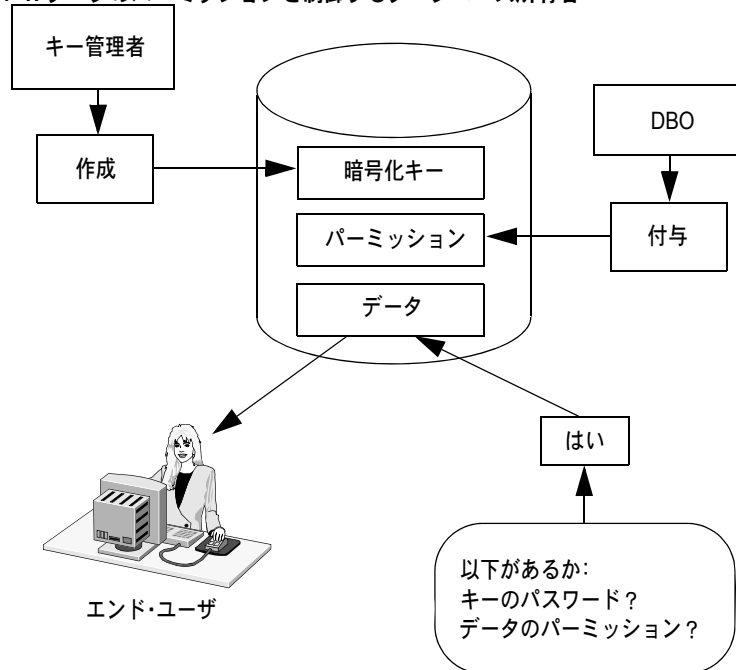 キー管理者
DBO
作成
暗号化キー
パーミッション
付与
データ
はい
エンド・ユーザ
以下があるか:
キーのパスワード？
データのパーミッション？